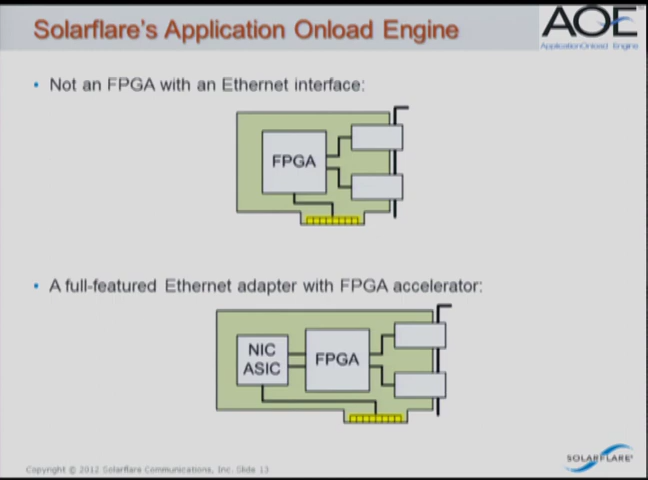 Solarflare's Application Onload Engine
AOE
ApplicationOnload Engine
• Not an FPGA with an Ethernet interface:
FPGA
• A full-featured Ethernet adapter with FPGA accelerator:
NIC
ASIC
FPGA
Copyright © 2012 Solarflare Communications, Inc. Slide 13
SOLARFLARE®